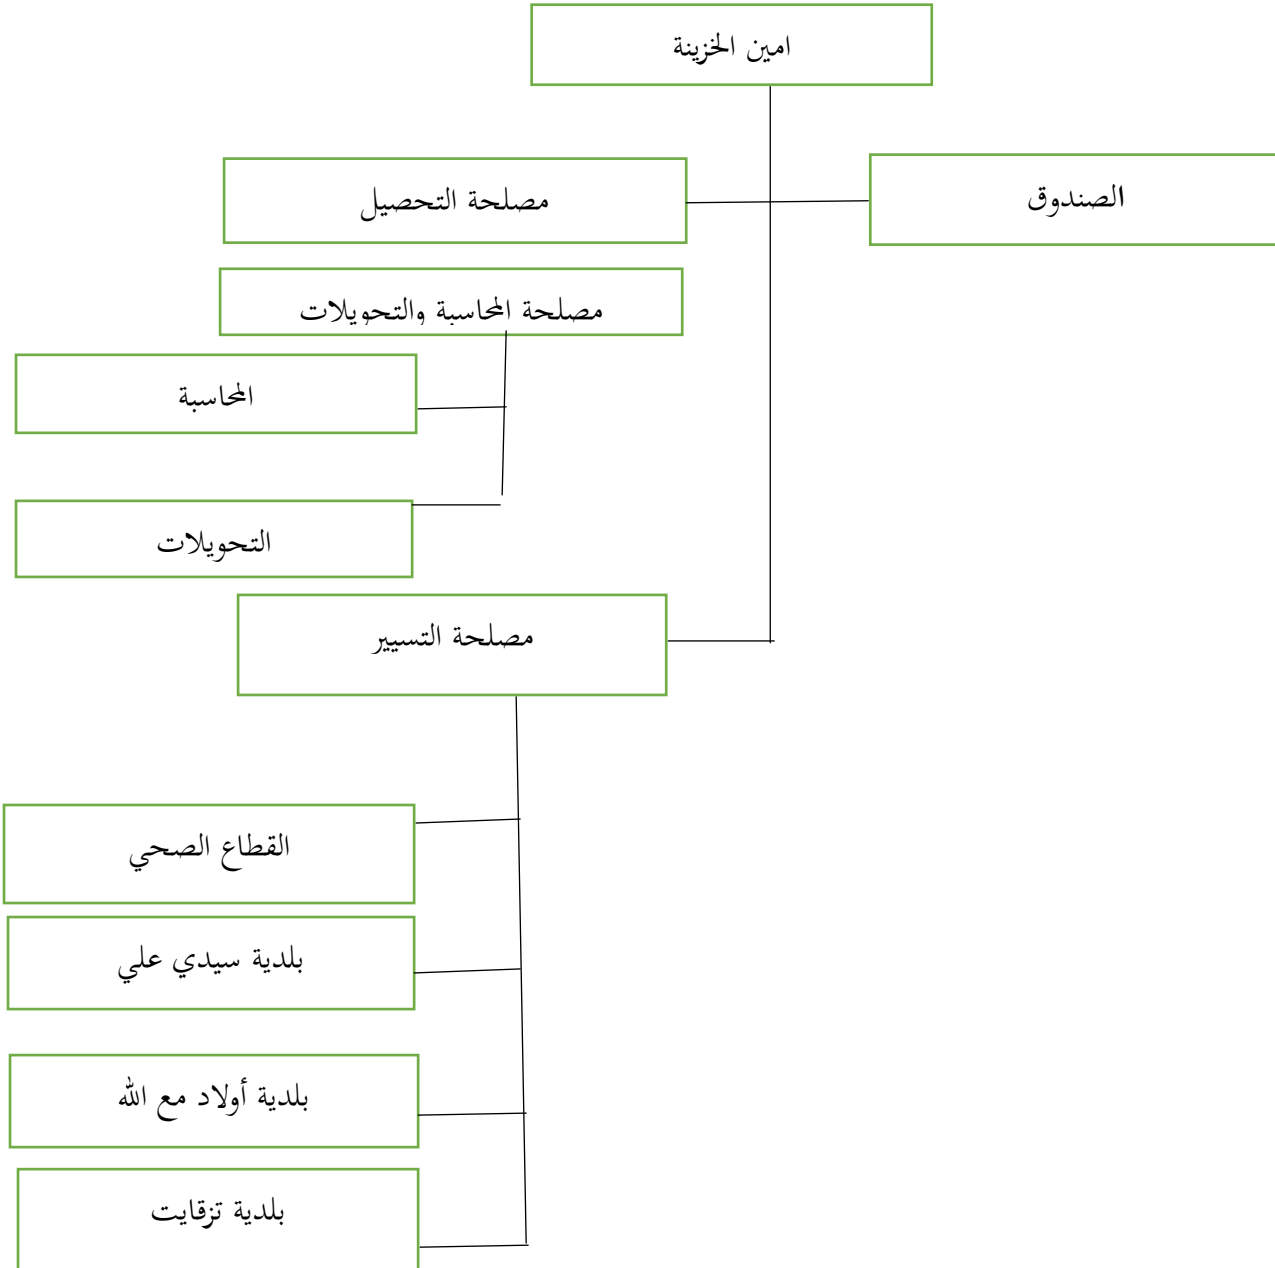 امين الخزينة
الصندوق
مصلحة التحصيل
مصلحة المحاسبة والتحويلات
المحاسبة
التحويلات
مصلحة التسيير
القطاع الصحي
بلدية سيدي علي
بلدية أولاد مع الله
بلدية تزقايت